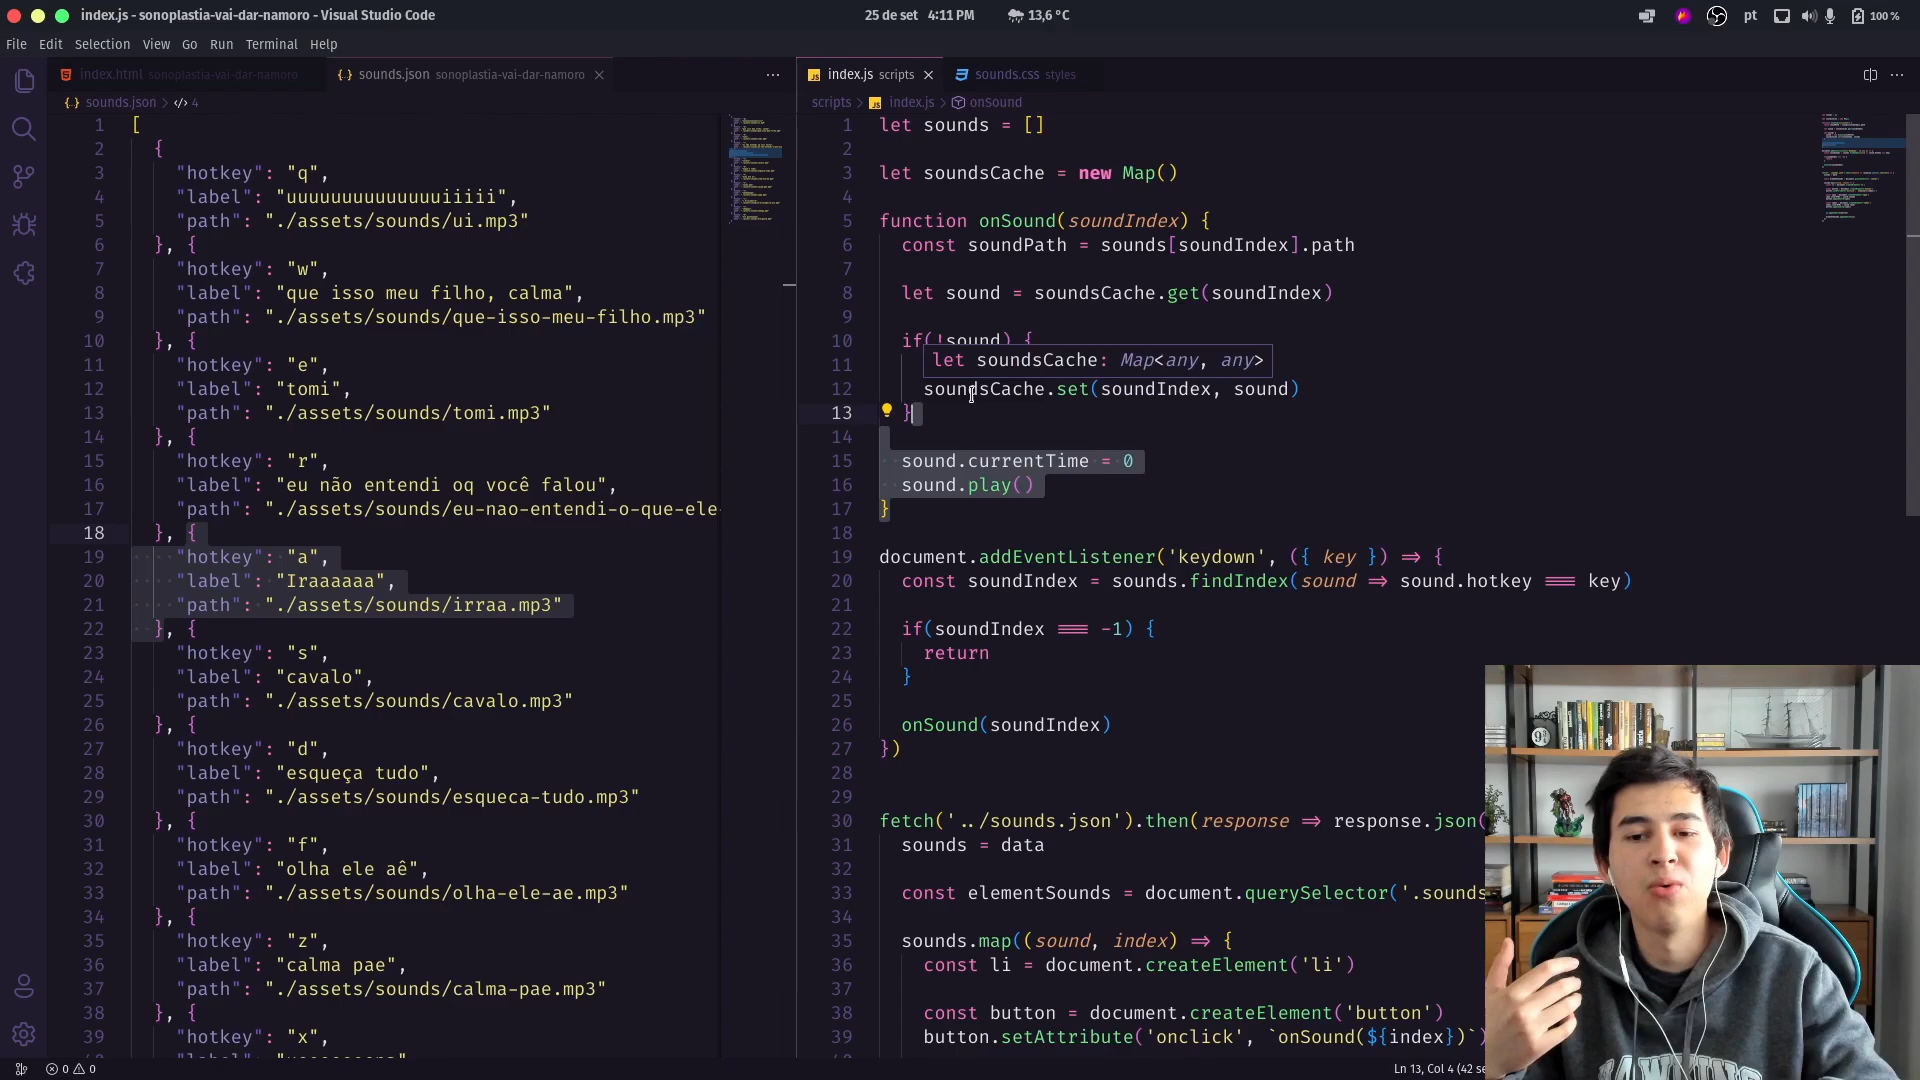 index.js - sonoplastia-vai-dar-namoro - Visual Studio Code
25 de set 4:11 PM
13,6 °C
pt
100 %
File Edit Selection View Go Run Terminal Help
index.html sonoplastia-vai-dar-namoro
sounds.json sonoplastia-vai-dar-namoro
sounds.json > 4
1 [
2 {
3 "hotkey": "q",
4 "label": "uuuuuuuuuuuuuuiiiii",
5 "path": "./assets/sounds/ui.mp3"
6 }, {
7 "hotkey": "w",
8 "label": "que isso meu filho, calma",
9 "path": "./assets/sounds/que-isso-meu-filho.mp3"
10 }, {
11 "hotkey": "e",
12 "label": "tomi",
13 "path": "./assets/sounds/tomi.mp3"
14 }, {
15 "hotkey": "r",
16 "label": "eu não entendi oq você falou",
17 "path": "./assets/sounds/eu-nao-entendi-o-que-ele-
18 }, {
19 "hotkey": "a",
20 "label": "Iraaaaaa",
21 "path": "./assets/sounds/irraa.mp3"
22 }, {
23 "hotkey": "s",
24 "label": "cavalo",
25 "path": "./assets/sounds/cavalo.mp3"
26 }, {
27 "hotkey": "d",
28 "label": "esqueça tudo",
29 "path": "./assets/sounds/esqueca-tudo.mp3"
30 }, {
31 "hotkey": "f",
32 "label": "olha ele aê",
33 "path": "./assets/sounds/olha-ele-ae.mp3"
34 }, {
35 "hotkey": "z",
36 "label": "calma pae",
37 "path": "./assets/sounds/calma-pae.mp3"
38 }, {
39 "hotkey": "x",
index.js scripts
sounds.css styles
scripts > index.js > onSound
1 let sounds = []
2
3 let soundsCache = new Map()
4
5 function onSound(soundIndex) {
6 const soundPath = sounds[soundIndex].path
7
8 let sound = soundsCache.get(soundIndex)
9
10 if(!sound) {
let soundsCache: Map<any, any>
11
12 soundsCache.set(soundIndex, sound)
13 }
14
15 sound.currentTime = 0
16 sound.play()
17 }
18
19 document.addEventListener('keydown', ({ key }) => {
20 const soundIndex = sounds.findIndex(sound => sound.hotkey === key)
21
22 if(soundIndex === -1) {
23 return
24 }
25
26 onSound(soundIndex)
27 })
28
29
30 fetch('../sounds.json').then(response => response.json(
31 sounds = data
32
33 const elementSounds = document.querySelector('.sounds-
34
35 sounds.map((sound, index) => {
36 const li = document.createElement('li')
37
38 const button = document.createElement('button')
39 button.setAttribute('onclick', `onSound(${index})`)
0 0
Ln 13, Col 4 (42 se